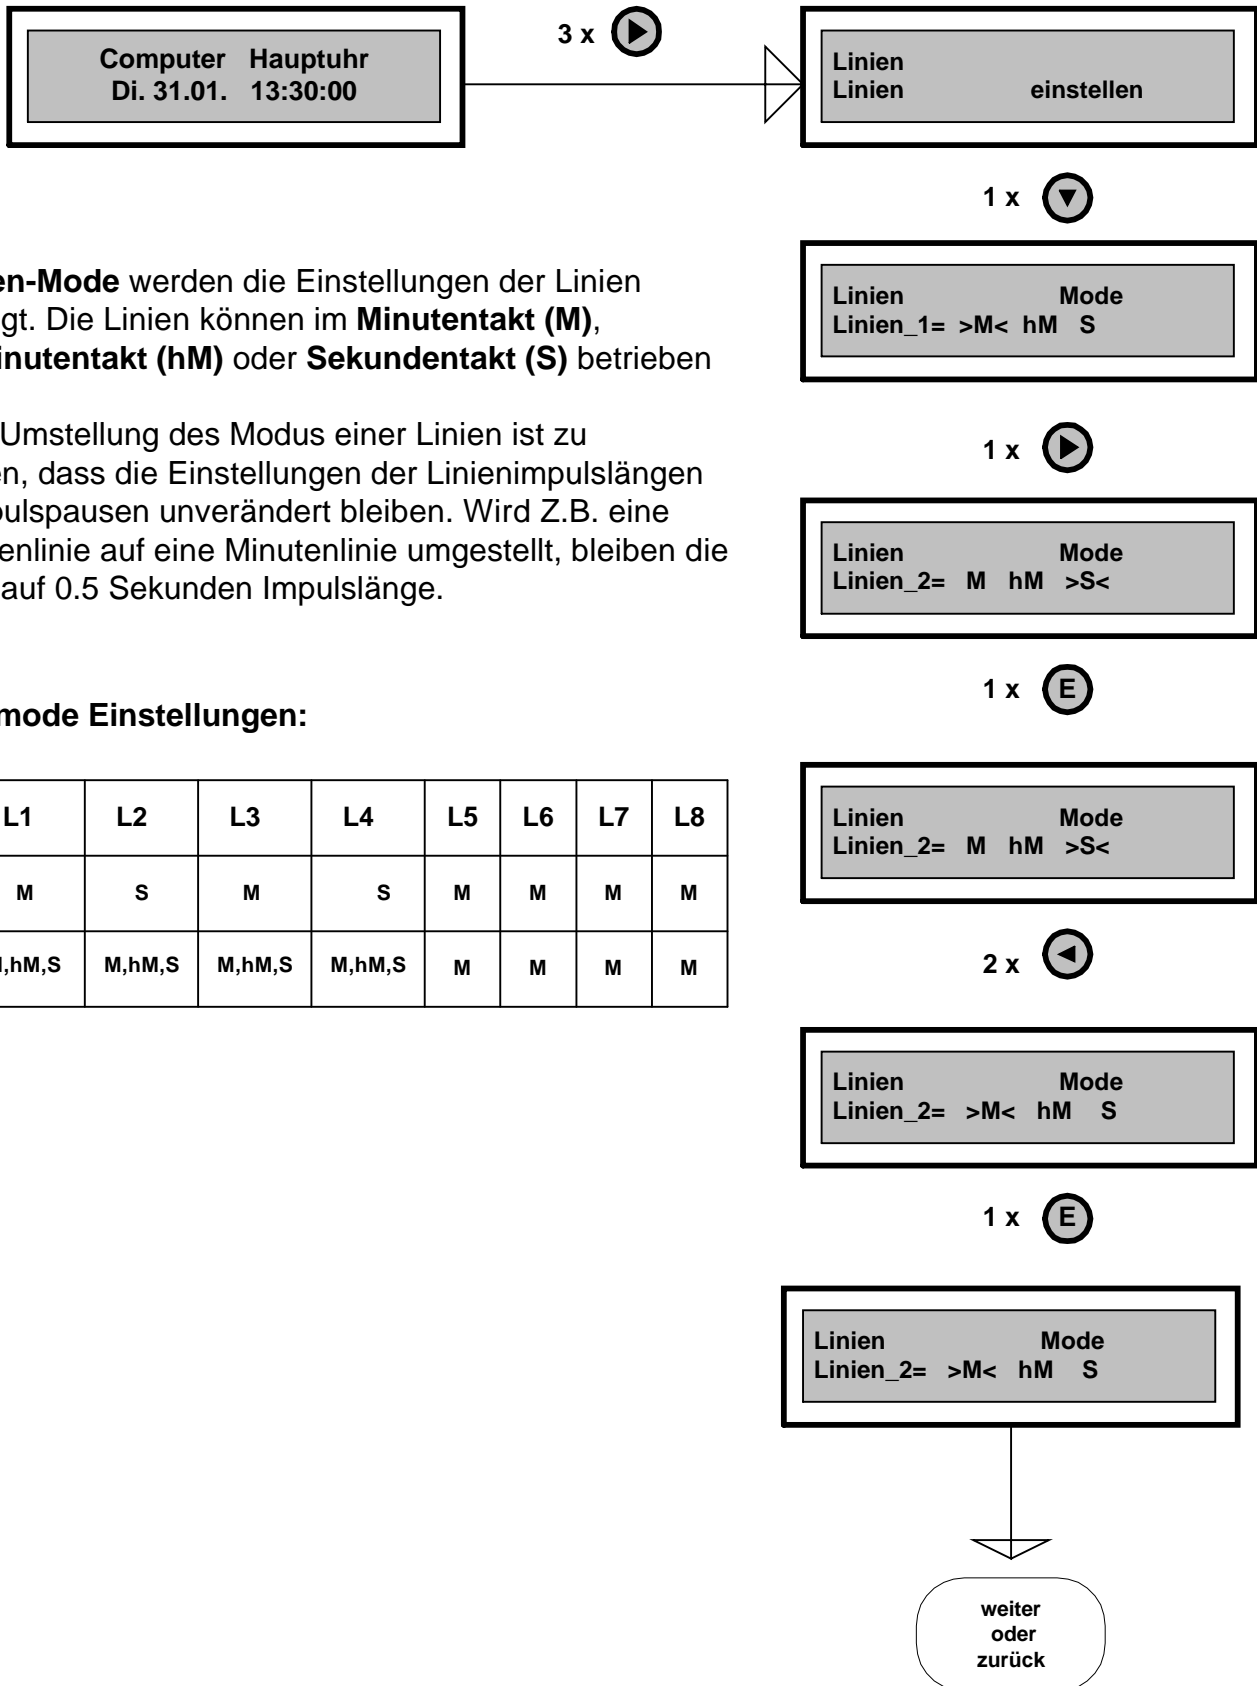 Computer Hauptuhr
Di. 31.01. 13:30:00
3 x
Linien
Linien einstellen
1 x
en-Mode werden die Einstellungen der Linien
gt. Die Linien können im Minutentakt (M),
inutentakt (hM) oder Sekundentakt (S) betrieben
Umstellung des Modus einer Linien ist zu
en, dass die Einstellungen der Linienimpulslängen
pulspausen unverändert bleiben. Wird Z.B. eine
enlinie auf eine Minutenlinie umgestellt, bleiben die
auf 0.5 Sekunden Impulslänge.
mode Einstellungen:
L1 L2 L3 L4 L5 L6 L7 L8
M S M S M M M M
,hM,S M,hM,S M,hM,S M,hM,S M M M M
Linien Mode
Linien_1= >M< hM S
1 x
Linien Mode
Linien_2= M hM >S<
1 x E
Linien Mode
Linien_2= M hM >S<
2 x
Linien Mode
Linien_2= >M< hM S
1 x E
Linien Mode
Linien_2= >M< hM S
weiter
oder
zurück